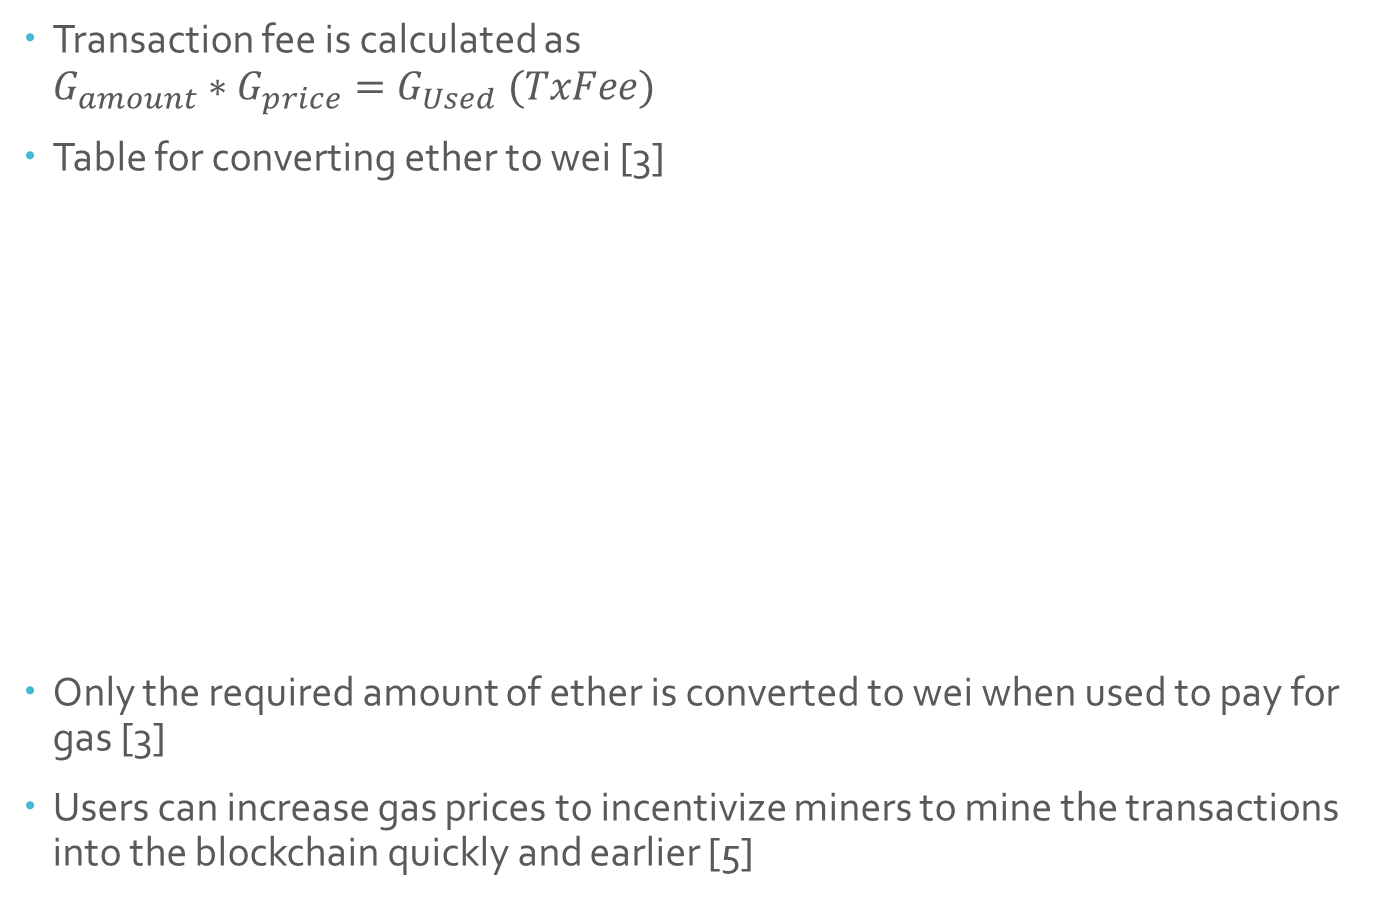 • Transaction fee is calculated as
G_amount * G_price = G_Used (TxFee)
• Table for converting ether to wei [3]
• Only the required amount of ether is converted to wei when used to pay for
gas [3]
• Users can increase gas prices to incentivize miners to mine the transactions
into the blockchain quickly and earlier [5]